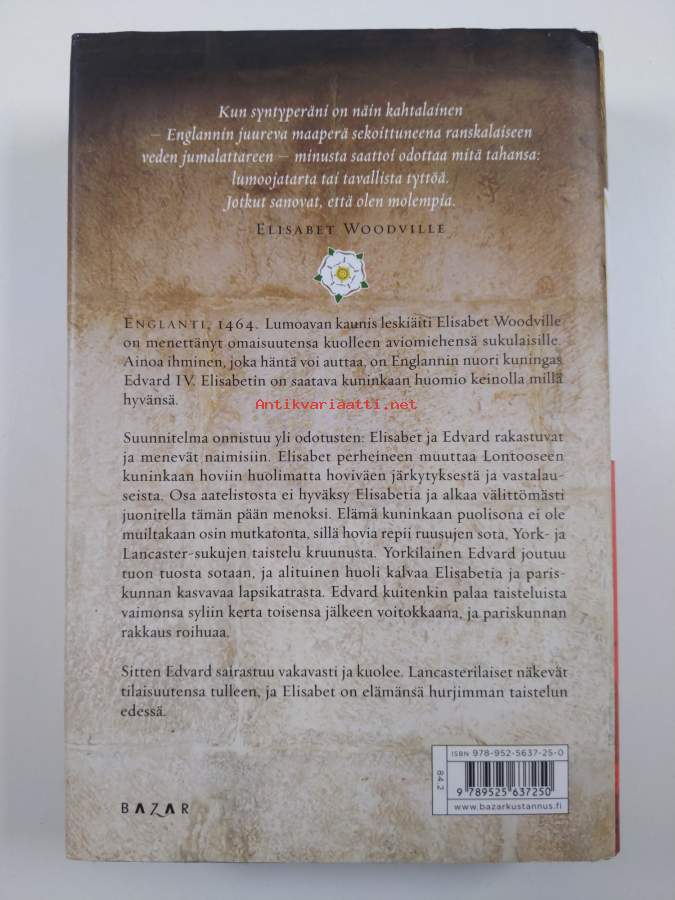 Kun syntyperäni on näin kahtalainen
– Englannin juureva maaperä sekoittuneena ranskalaiseen
veden jumalattareen – minusta saattoi odottaa mitä tahansa:
lumoojatarta tai tavallista tyttöä.
Jotkut sanovat, että olen molempia.
– Elisabet Woodville
Englanti, 1464. Lumoavan kaunis leskiäiti Elisabet Woodville
on menettänyt omaisuutensa kuolleen aviomiehensä sukulaisille.
Ainoa ihminen, joka häntä voi auttaa, on Englannin nuori kuningas
Edvard IV. Elisabetin on saatava kuninkaan huomio keinolla millä
hyvänsä.
Antikvariaatti.net
Suunnitelma onnistuu yli odotusten: Elisabet ja Edvard rakastuvat
ja menevät naimisiin. Elisabet perheineen muuttaa Lontooseen
kuninkaan hoviin huolimatta hoviväen järkytyksestä ja vastalau-
seista. Osa aatelistosta ei hyväksy Elisabetia ja alkaa välittömästi
juonitella tämän pään menoksi. Elämä kuninkaan puolisona ei ole
muiltakaan osin mutkatonta, sillä hovia repii ruusujen sota, York- ja
Lancaster-sukujen taistelu kruunusta. Yorkilainen Edvard joutuu
tuon tuosta sotaan, ja alituinen huoli kalvaa Elisabetia ja paris-
kunnan kasvavaa lapsikatrasta. Edvard kuitenkin palaa taisteluista
vaimonsa syliin kerta toisensa jälkeen voitokkaana, ja pariskunnan
rakkaus roihuaa.
Sitten Edvard sairastuu vakavasti ja kuolee. Lancasterilaiset näkevät
tilaisuutensa tulleen, ja Elisabet on elämänsä hurjimman taistelun
edessä.
ISBN 978-952-5637-25-0
84.2
9 789525 637250
www.bazarkustannus.fi
BAZAR